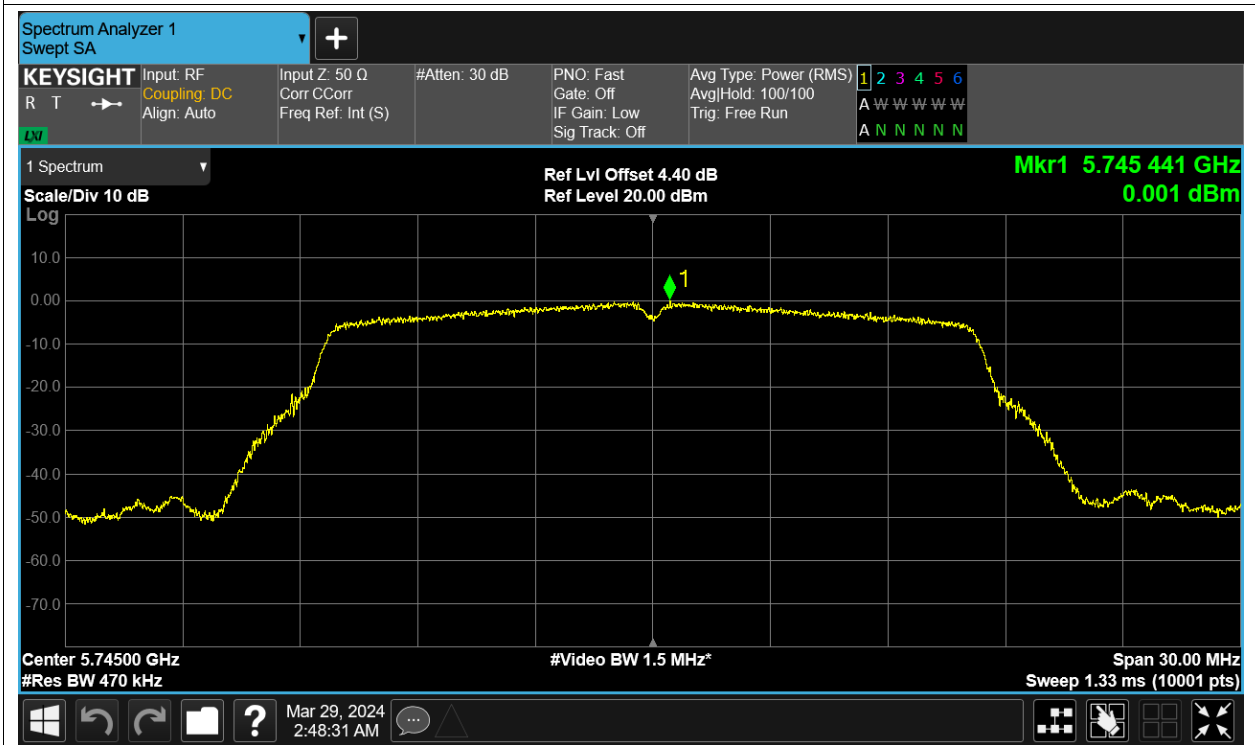 Spectrum Analyzer 1
Swept SA
KEYSIGHT
R T
LXI
Input: RF
Coupling: DC
Align: Auto
Input Z: 50 Ω
Corr CCorr
Freq Ref: Int (S)
#Atten: 30 dB
PNO: Fast
Gate: Off
IF Gain: Low
Sig Track: Off
Avg Type: Power (RMS)
Avg|Hold: 100/100
Trig: Free Run
1 2 3 4 5 6
A W W W W W
A N N N N N
1 Spectrum
Scale/Div 10 dB
Log
Ref Lvl Offset 4.40 dB
Ref Level 20.00 dBm
Mkr1 5.745 441 GHz
0.001 dBm
1
10.0
0.00
-10.0
-20.0
-30.0
-40.0
-50.0
-60.0
-70.0
Center 5.74500 GHz
#Res BW 470 kHz
#Video BW 1.5 MHz*
Span 30.00 MHz
Sweep 1.33 ms (10001 pts)
?
Mar 29, 2024
2:48:31 AM